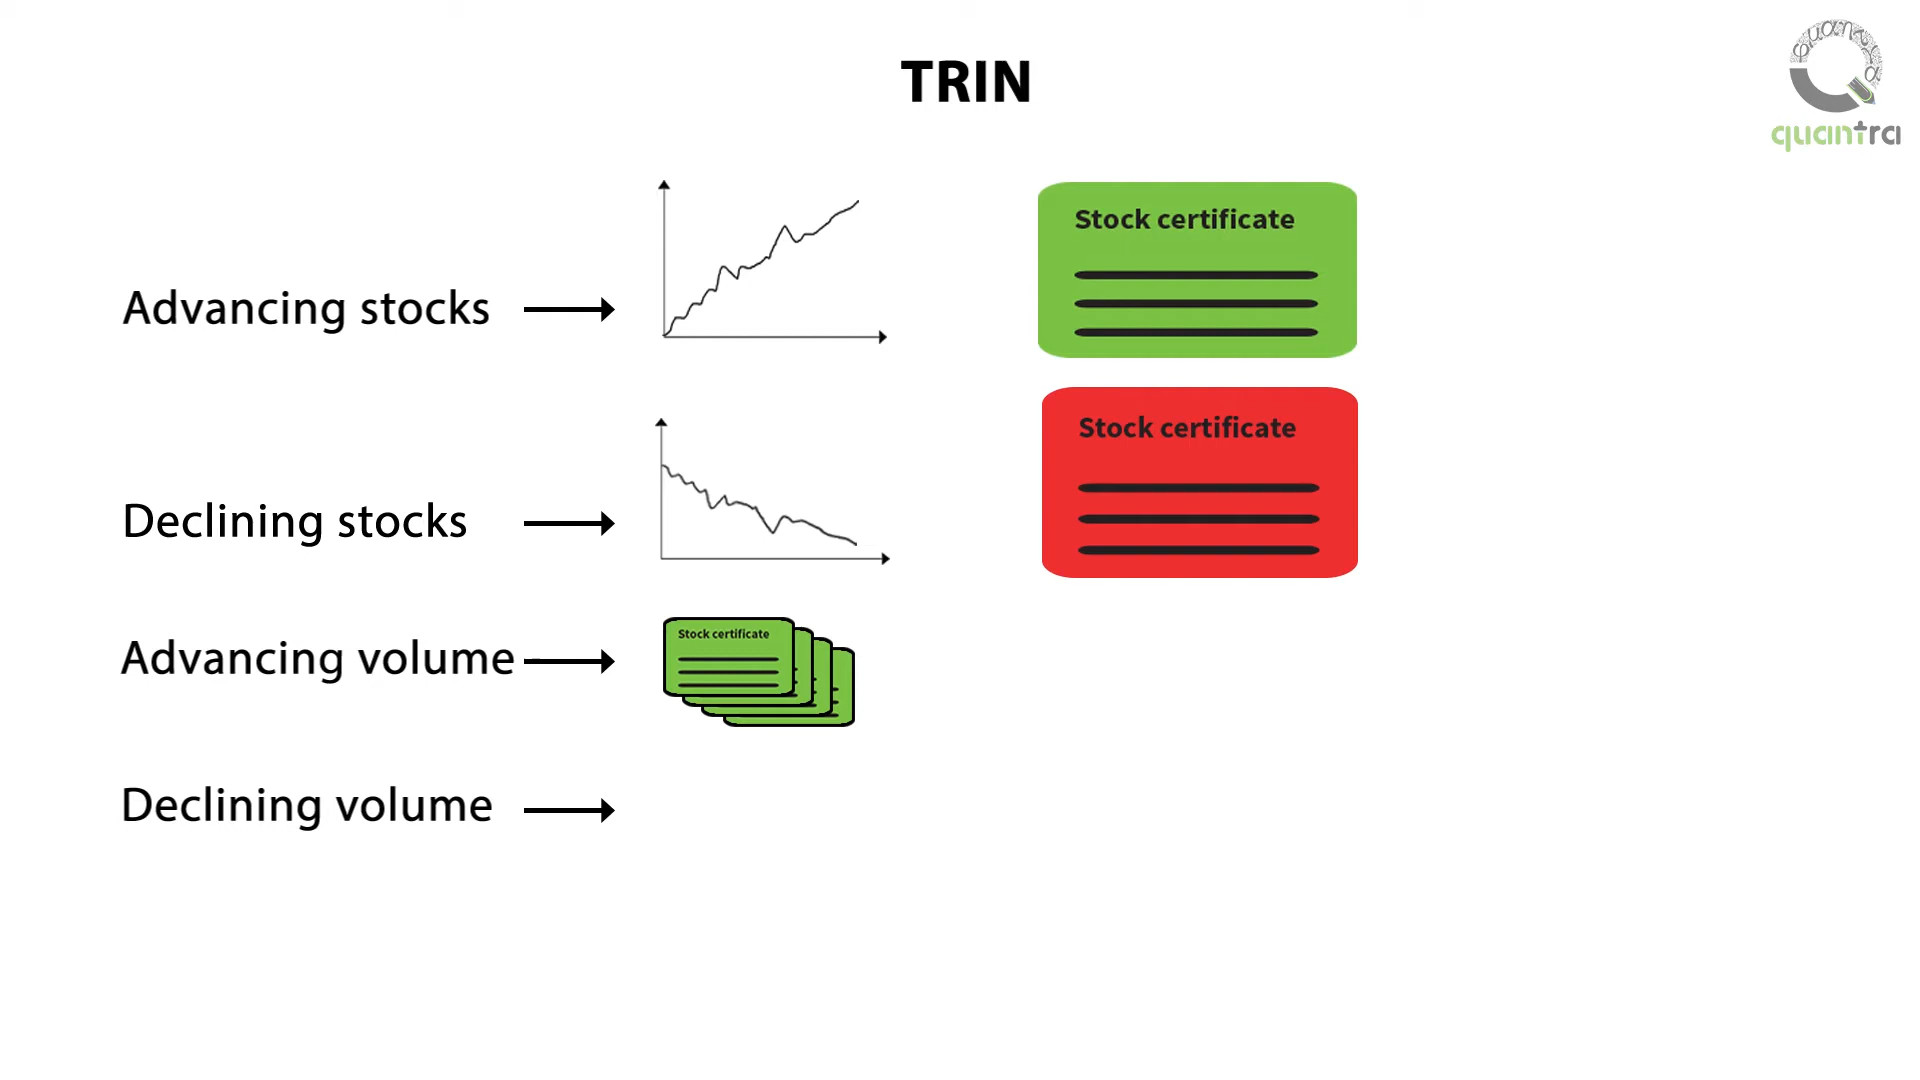 TRIN
quantra
Advancing stocks
Stock certificate
Declining stocks
Stock certificate
Advancing volume
Stock certificate
Declining volume